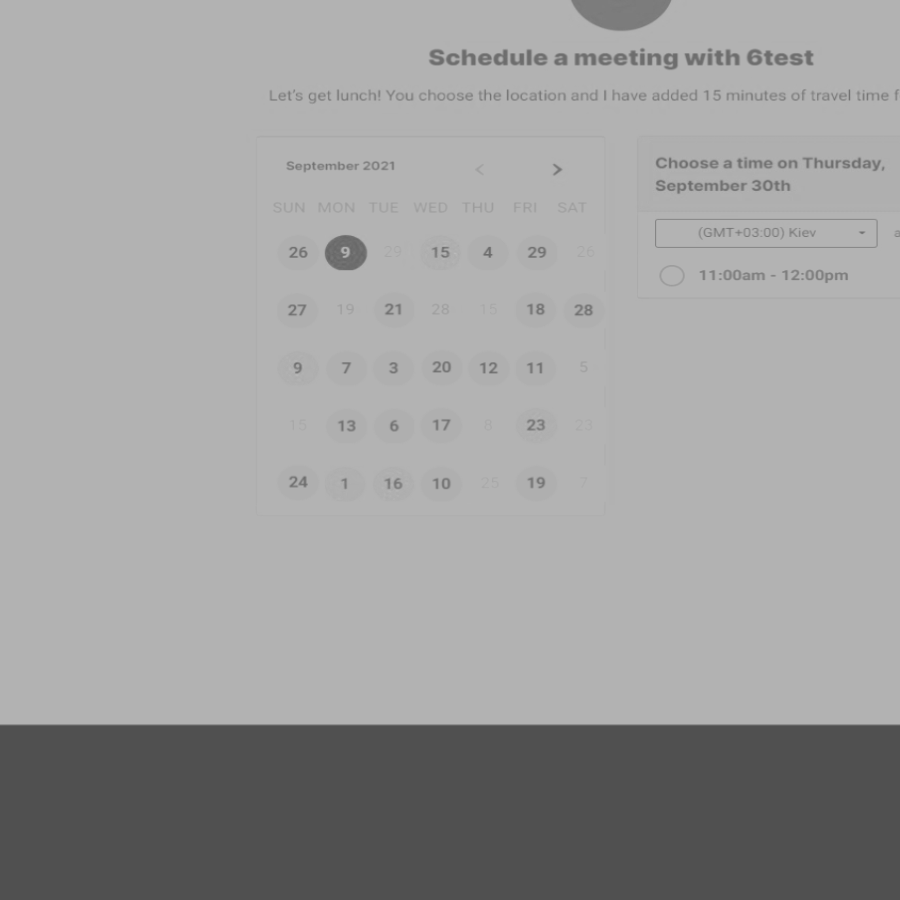 Schedule a meeting with 6test
Let's get lunch! You choose the location and I have added 15 minutes of travel time f
September 2021 < >
SUN MON TUE WED THU FRI SAT
26 9 29 15 4 29 26
27 19 21 28 15 18 28
9 7 3 20 12 11 5
15 13 6 17 8 23 23
24 1 16 10 25 19 7
Choose a time on Thursday,
September 30th
(GMT+03:00) Kiev a
11:00am - 12:00pm